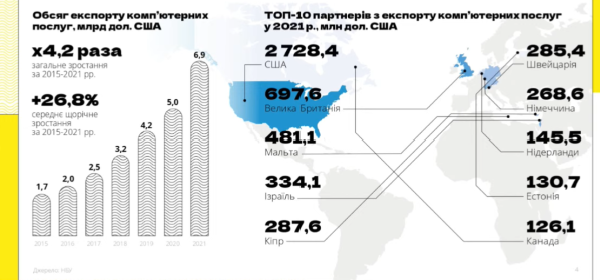 Обсяг експорту комп'ютерних
послуг, млрд дол. США
x4,2 раза
загальне зростання
за 2015-2021 рр.
+26,8%
середнє щорічне
зростання
за 2015-2021 рр.
1,7
2,0
2,5
3,2
4,2
5,0
6,9
2015
2016
2017
2018
2019
2020
2021
Джерело: НБУ
ТОП-10 партнерів з експорту комп'ютерних послуг
у 2021 р., млн дол. США
2 728,4
США
697,6
Велика Британія
481,1
Мальта
334,1
Ізраїль
287,6
Кіпр
285,4
Швейцарія
268,6
Німеччина
145,5
Нідерланди
130,7
Естонія
126,1
Канада
4